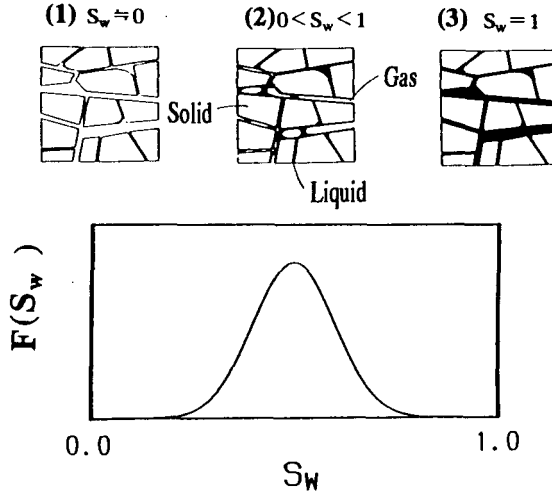 (1) Sw≒0 (2) 0<Sw<1 (3) Sw=1
Gas
Solid
Liquid
F(Sw)
0.0 1.0
Sw